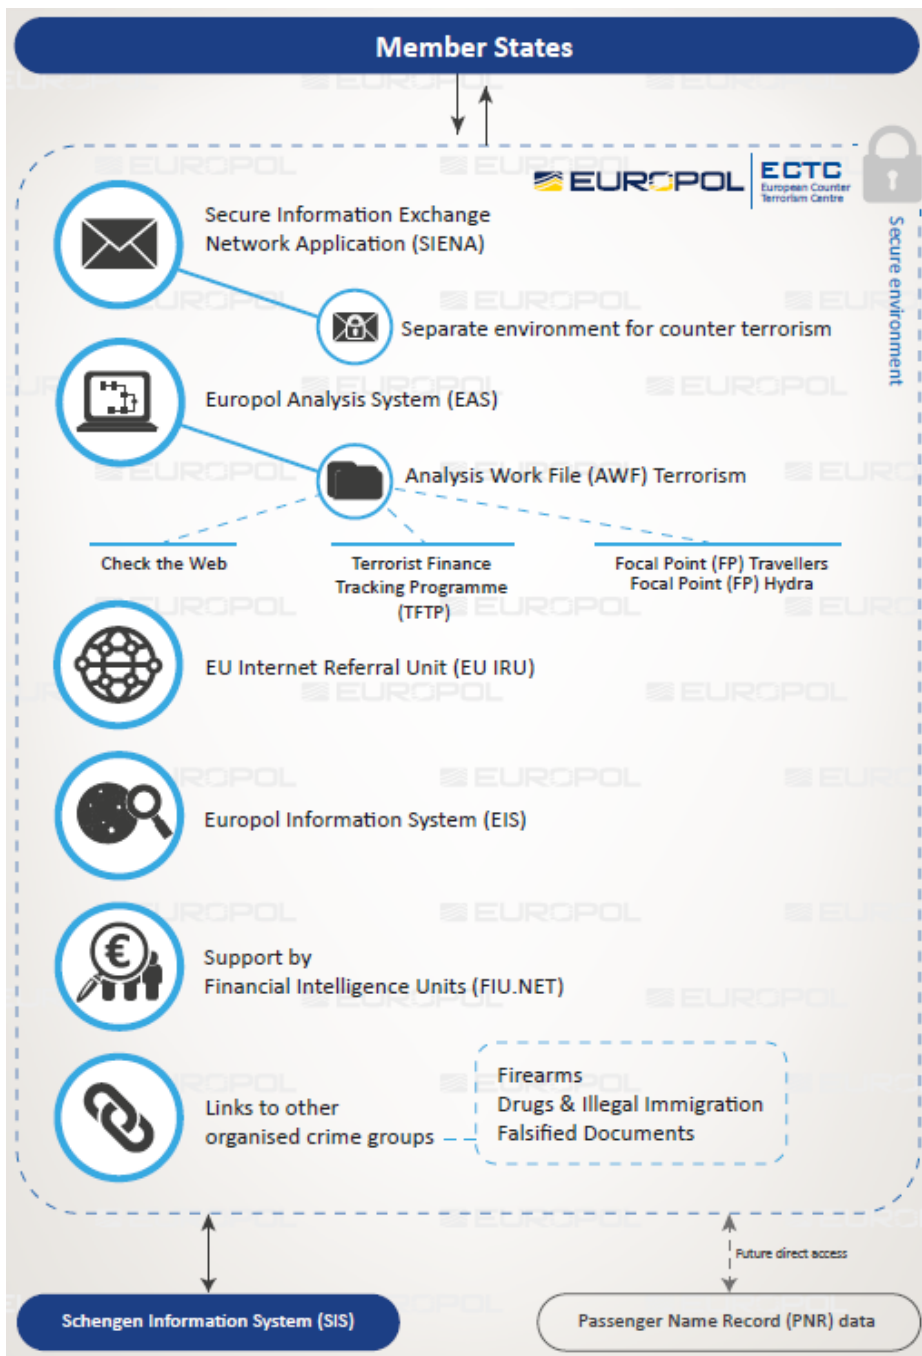 Member States
EUROPOL
ECTC
European Counter
Terrorism Centre
Secure environment
Secure Information Exchange
Network Application (SIENA)
Separate environment for counter terrorism
Europol Analysis System (EAS)
Analysis Work File (AWF) Terrorism
Check the Web
Terrorist Finance
Tracking Programme
(TFTP)
Focal Point (FP) Travellers
Focal Point (FP) Hydra
EU Internet Referral Unit (EU IRU)
Europol Information System (EIS)
€
Support by
Financial Intelligence Units (FIU.NET)
Links to other
organised crime groups
Firearms
Drugs & Illegal Immigration
Falsified Documents
Future direct access
Schengen Information System (SIS)
Passenger Name Record (PNR) data